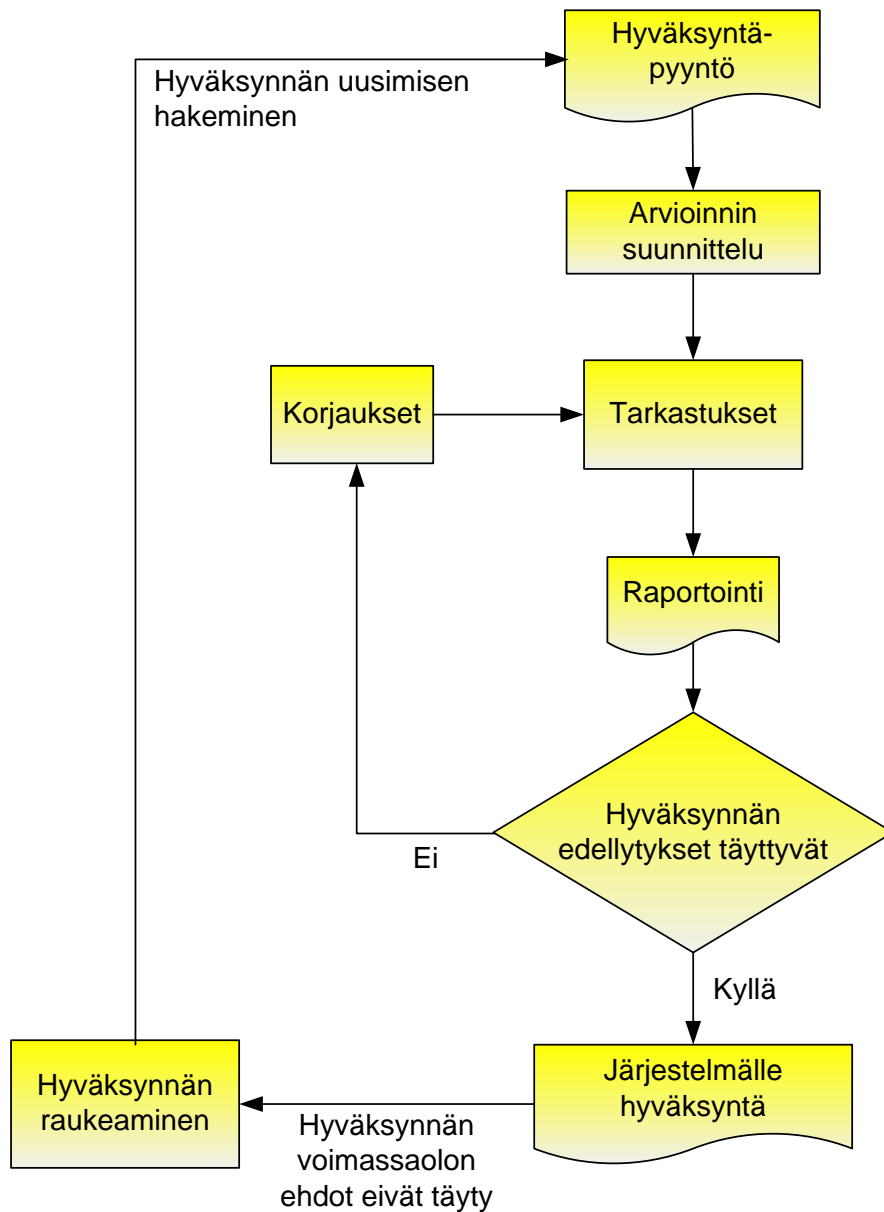 Hyväksyntä-
pyyntö
Hyväksynnän uusimisen
hakeminen
Arvioinnin
suunnittelu
Korjaukset
Tarkastukset
Raportointi
Hyväksynnän
edellytykset täyttyvät
Ei
Kyllä
Järjestelmälle
hyväksyntä
Hyväksynnän
raukeaminen
Hyväksynnän
voimassaolon
ehdot eivät täyty